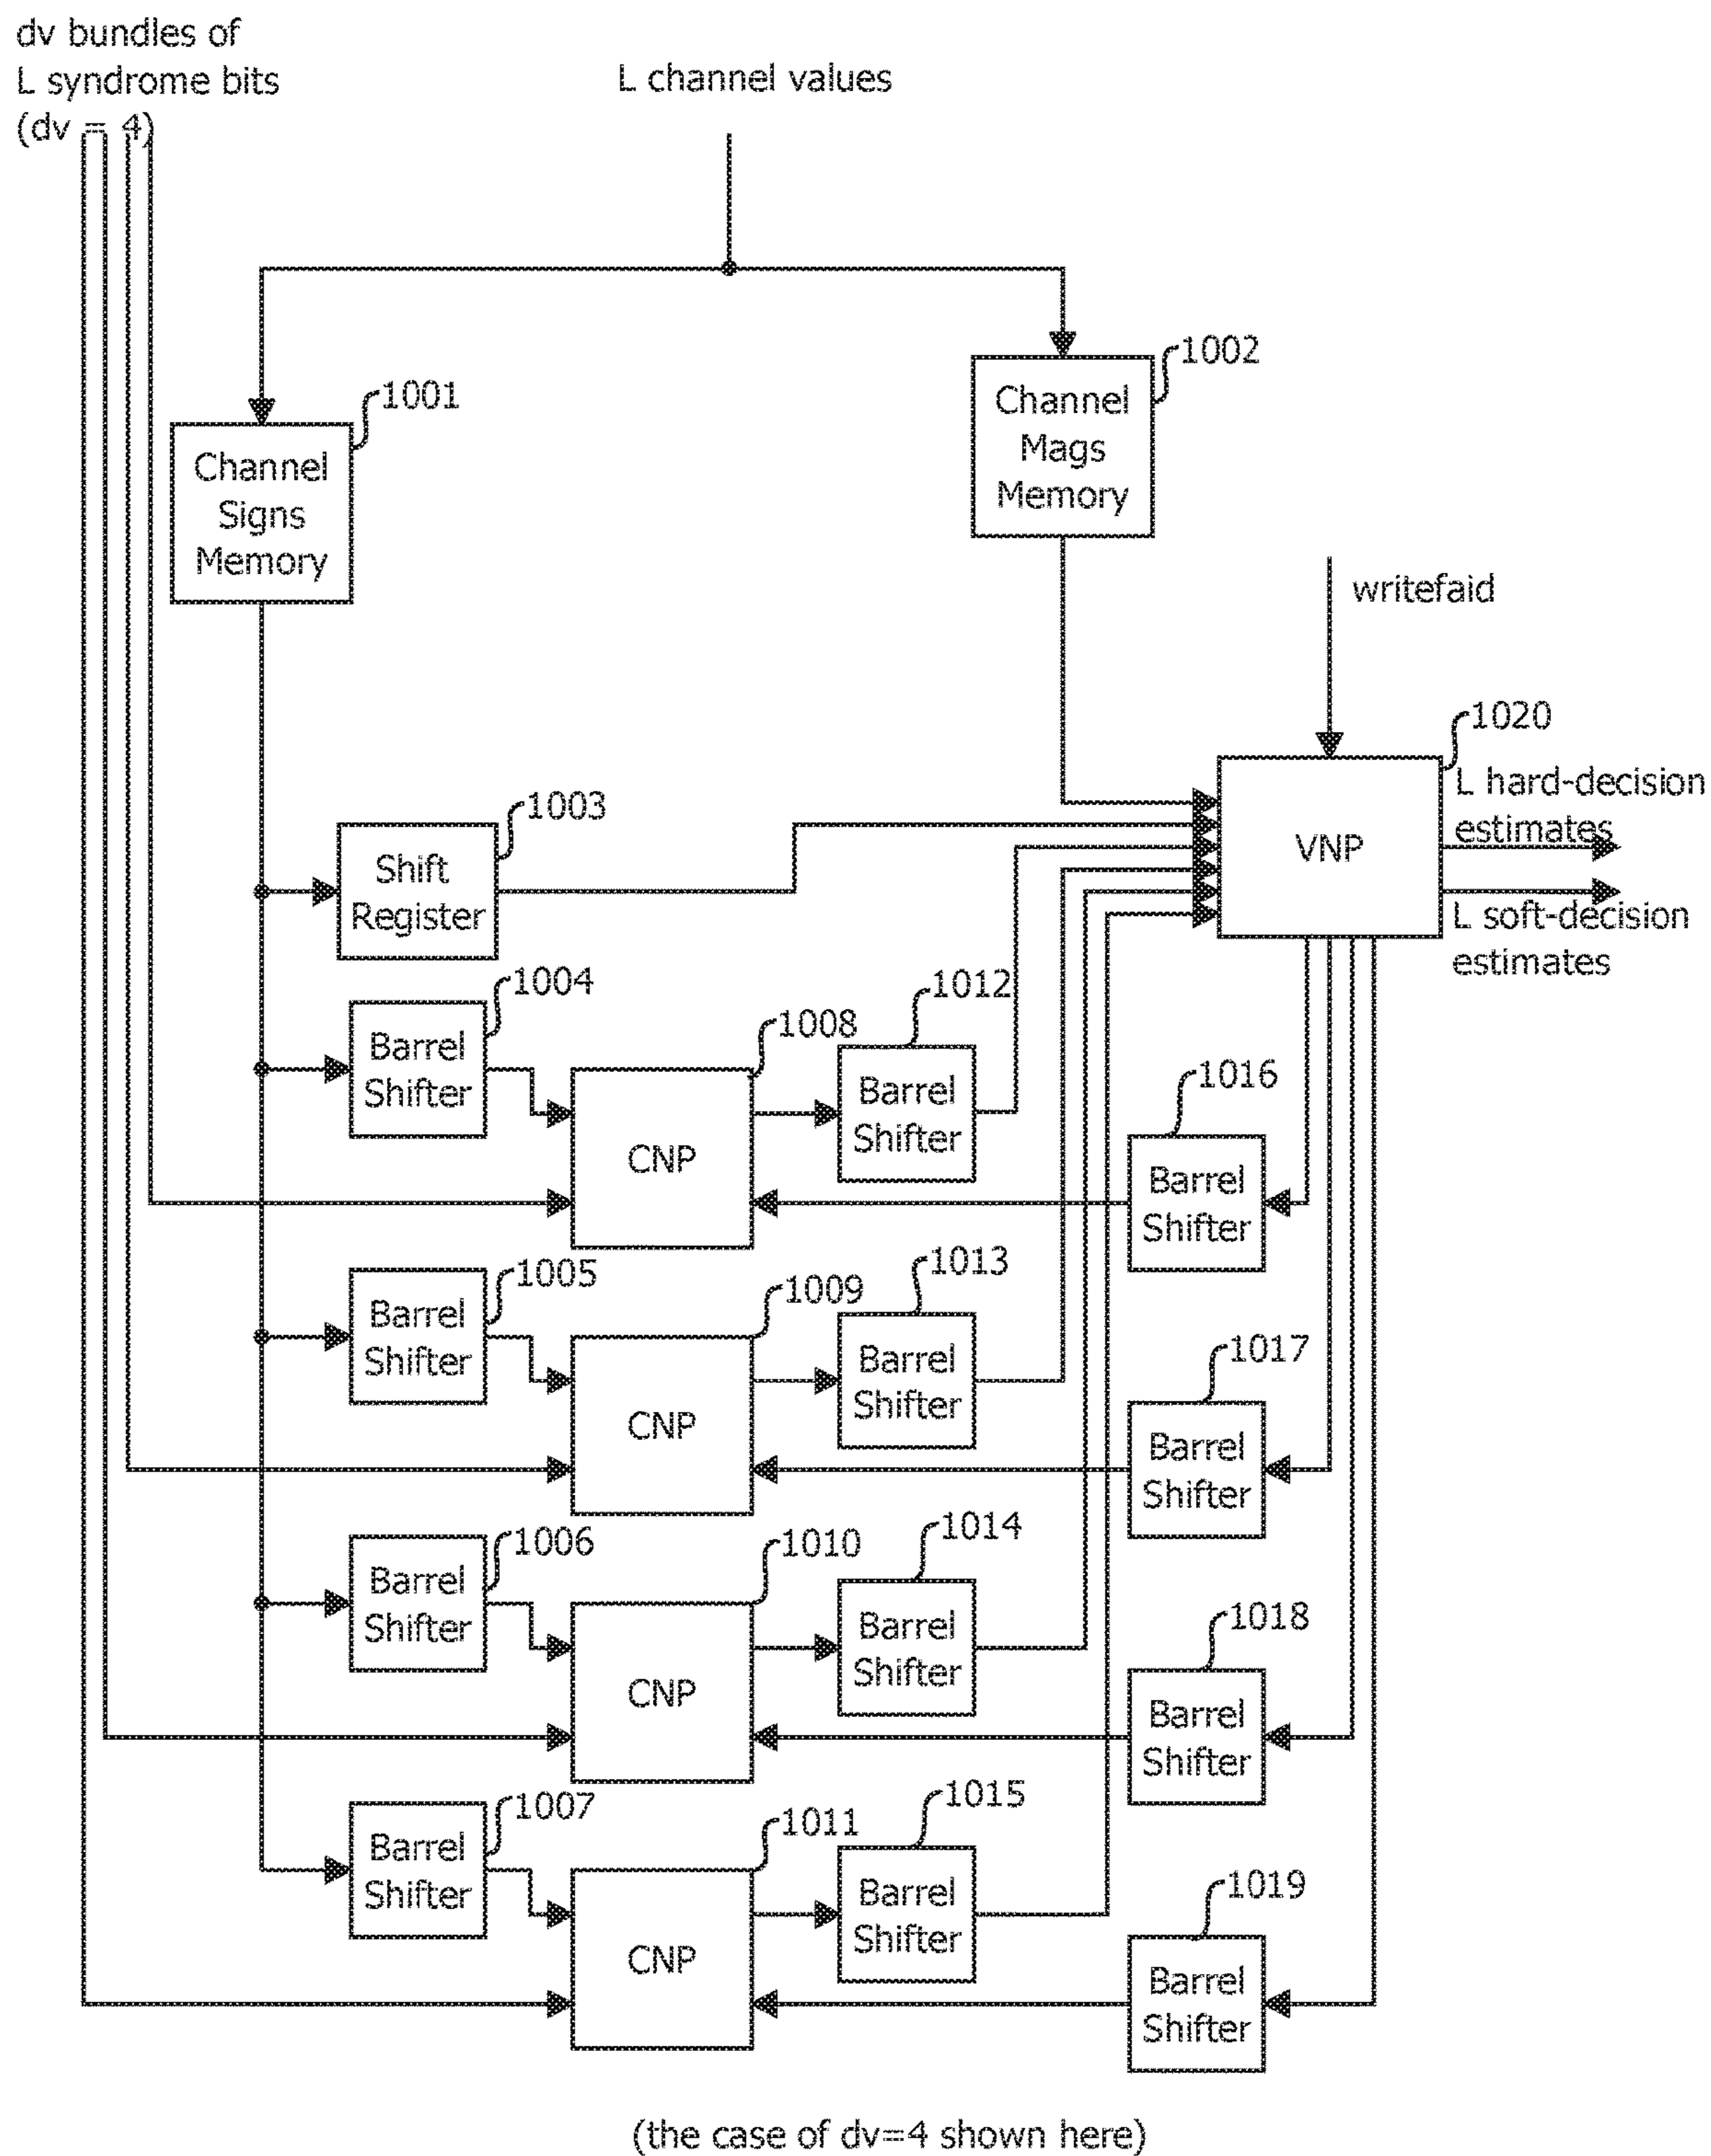 dv bundles of
L syndrome bits
(dv = 4)
L channel values
1001
Channel
Signs
Memory
1002
Channel
Mags
Memory
writefaid
1020
VNP
L hard-decision
estimates
L soft-decision
estimates
1003
Shift
Register
1004
Barrel
Shifter
1008
CNP
1012
Barrel
Shifter
1016
Barrel
Shifter
1005
Barrel
Shifter
1009
CNP
1013
Barrel
Shifter
1017
Barrel
Shifter
1006
Barrel
Shifter
1010
CNP
1014
Barrel
Shifter
1018
Barrel
Shifter
1007
Barrel
Shifter
1011
CNP
1015
Barrel
Shifter
1019
Barrel
Shifter
(the case of dv=4 shown here)